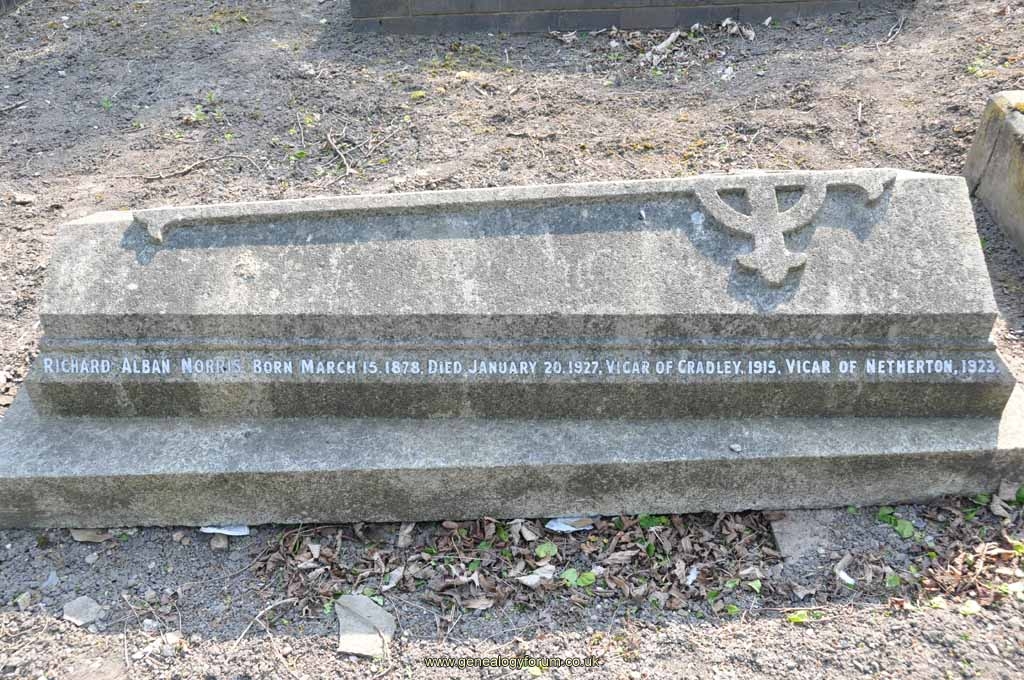 RICHARD ALBAN NORRIS. BORN MARCH 15.1878. DIED, JANUARY 20.1927, VICAR OF CRADLEY, 1915. VICAR OF NETHERTON, 1923.
www.genealogyforum.co.uk